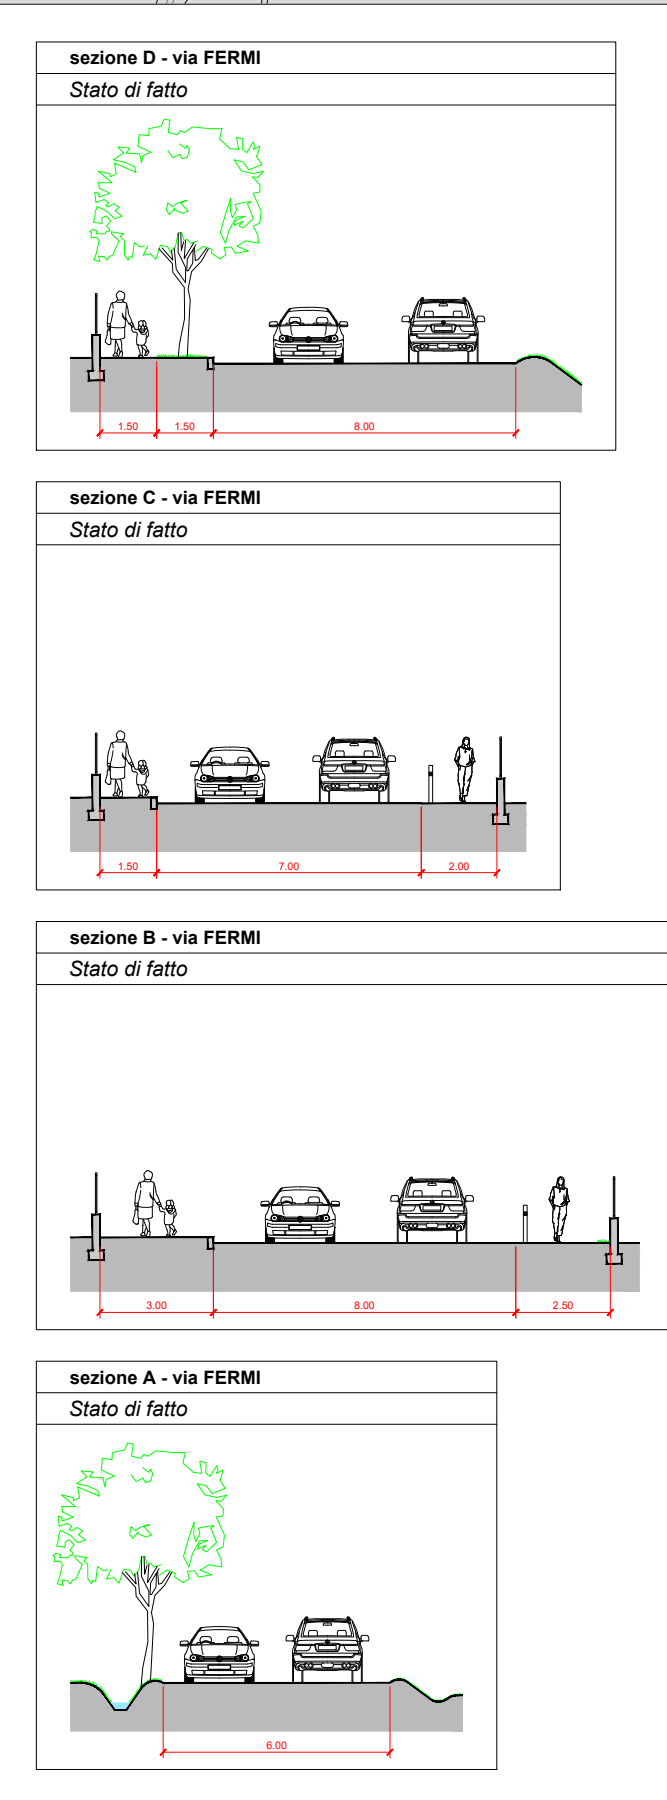 sezione D - via FERMI
Stato di fatto
1.50 1.50 8.00
sezione C - via FERMI
Stato di fatto
1.50 7.00 2.00
sezione B - via FERMI
Stato di fatto
3.00 8.00 2.50
sezione A - via FERMI
Stato di fatto
6.00